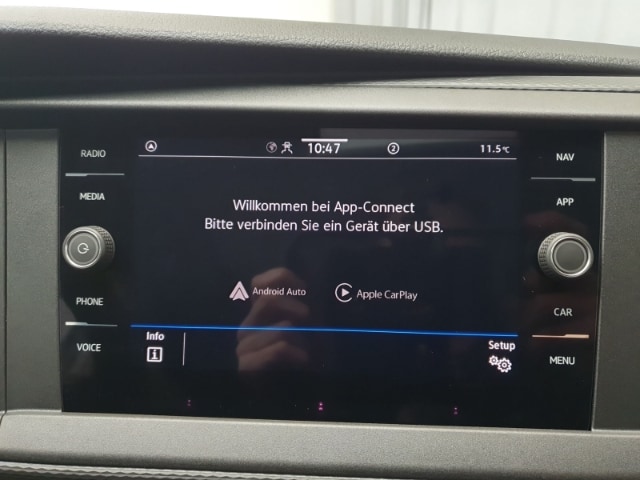 RADIO
MEDIA
PHONE
VOICE
10:47
2
11.5°C
Willkommen bei App-Connect
Bitte verbinden Sie ein Gerät über USB.
Android Auto
Apple CarPlay
Info
Setup
NAV
APP
CAR
MENU